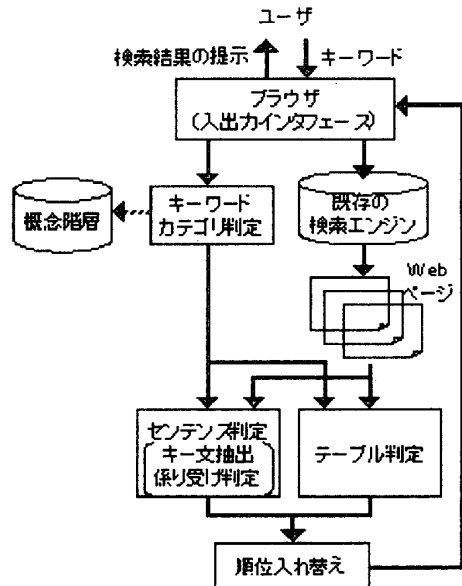 ユーザ
検索結果の提示
キーワード
ブラウザ
(入出力インタフェース)
概念階層
キーワード
カテゴリ判定
既存の
検索エンジン
Web
ページ
センテンス判定
キー文抽出
係り受け判定
テーブル判定
順位入れ替え